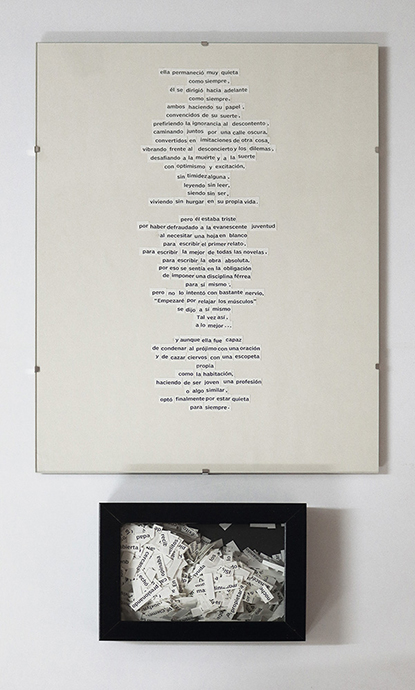 ella permaneció muy quieta
como siempre,
él se dirigió hacia adelante
como siempre,
ambos haciendo su papel,
convencidos de su suerte,
prefiriendo la ignorancia al descontento,
caminando juntos por una calle oscura,
convertidos en imitaciones de otra cosa,
vibrando frente al desconcierto y los dilemas,
desafiando a la muerte y a la suerte
con optimismo y excitación,
sin timidez alguna,
leyendo sin leer,
siendo sin ser,
viviendo sin hurgar en su propia vida.
pero él estaba triste
por haber defraudado a la evanescente juventud
al necesitar una hoja en blanco
para escribir el primer relato,
para escribir la mejor de todas las novelas,
para escribir la obra absoluta,
por eso se sentía en la obligación
de imponer una disciplina férrea
para sí mismo,
pero no lo intentó con bastante nervio,
"Empezaré por relajar los músculos"
se dijo a sí mismo
Tal vez así,
a lo mejor...
y aunque ella fue capaz
de condenar al prójimo con una oración
y de cazar ciervos con una escopeta
propia
como la habitación,
haciendo de ser joven una profesión
o algo similar,
optó finalmente por estar quieta
para siempre.
pepa